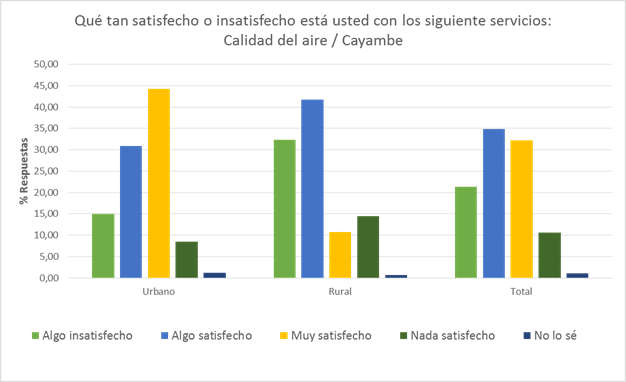 Qué tan satisfecho o insatisfecho está usted con los siguiente servicios:
Calidad del aire / Cayambe
% Respuestas
50,00
45,00
40,00
35,00
30,00
25,00
20,00
15,00
10,00
5,00
0,00
Urbano Rural Total
Algo insatisfecho Algo satisfecho Muy satisfecho Nada satisfecho No lo sé